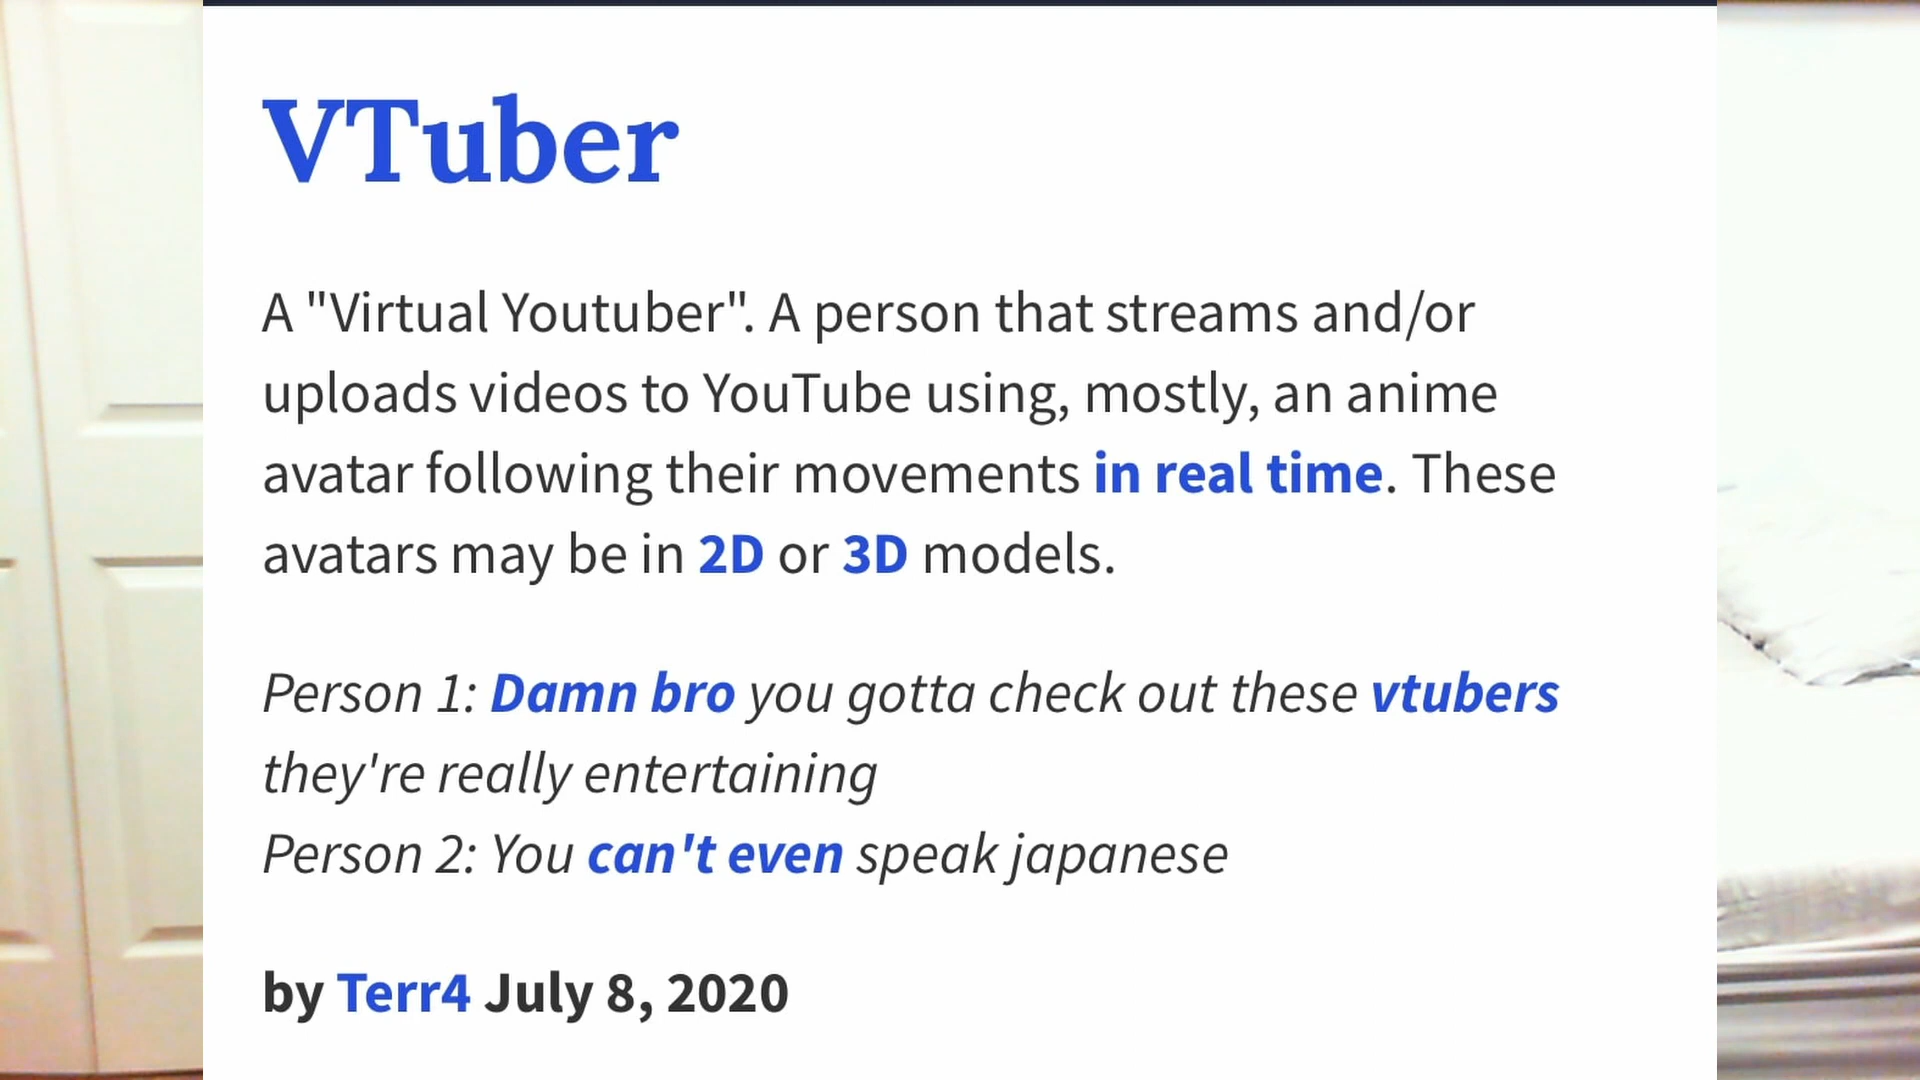 VTuber
A "Virtual Youtuber". A person that streams and/or
uploads videos to YouTube using, mostly, an anime
avatar following their movements in real time. These
avatars may be in 2D or 3D models.
Person 1: Damn bro you gotta check out these vtubers
they're really entertaining
Person 2: You can't even speak japanese
by Terr4 July 8, 2020